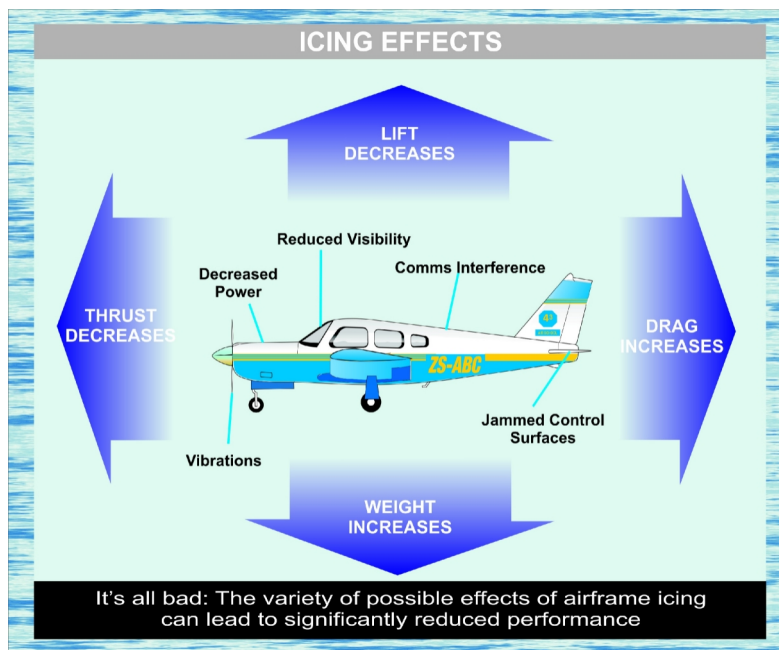 ICING EFFECTS
LIFT
DECREASES
Reduced Visibility
Comms Interference
Decreased
Power
THRUST
DECREASES
DRAG
INCREASES
ZS-ABC
Jammed Control
Surfaces
Vibrations
WEIGHT
INCREASES
It's all bad: The variety of possible effects of airframe icing
can lead to significantly reduced performance